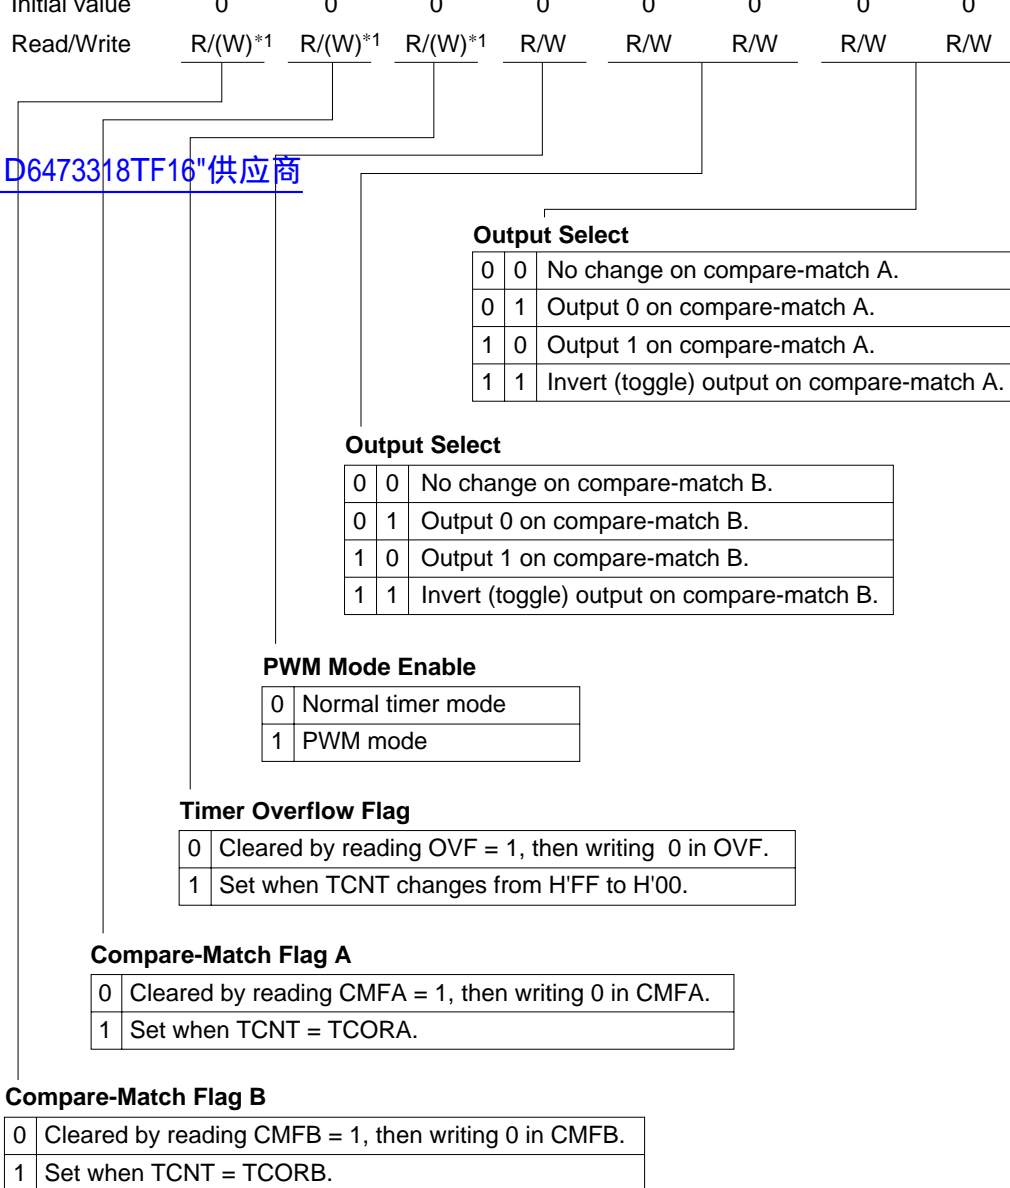 Initial value 0 0 0 0 0 0 0 0
Read/Write R/(W)*1 R/(W)*1 R/(W)*1 R/W R/W R/W R/W R/W
D6473318TF16"供应商
Output Select
0 0 No change on compare-match A.
0 1 Output 0 on compare-match A.
1 0 Output 1 on compare-match A.
1 1 Invert (toggle) output on compare-match A.
Output Select
0 0 No change on compare-match B.
0 1 Output 0 on compare-match B.
1 0 Output 1 on compare-match B.
1 1 Invert (toggle) output on compare-match B.
PWM Mode Enable
0 Normal timer mode
1 PWM mode
Timer Overflow Flag
0 Cleared by reading OVF = 1, then writing 0 in OVF.
1 Set when TCNT changes from H'FF to H'00.
Compare-Match Flag A
0 Cleared by reading CMFA = 1, then writing 0 in CMFA.
1 Set when TCNT = TCORA.
Compare-Match Flag B
0 Cleared by reading CMFB = 1, then writing 0 in CMFB.
1 Set when TCNT = TCORB.